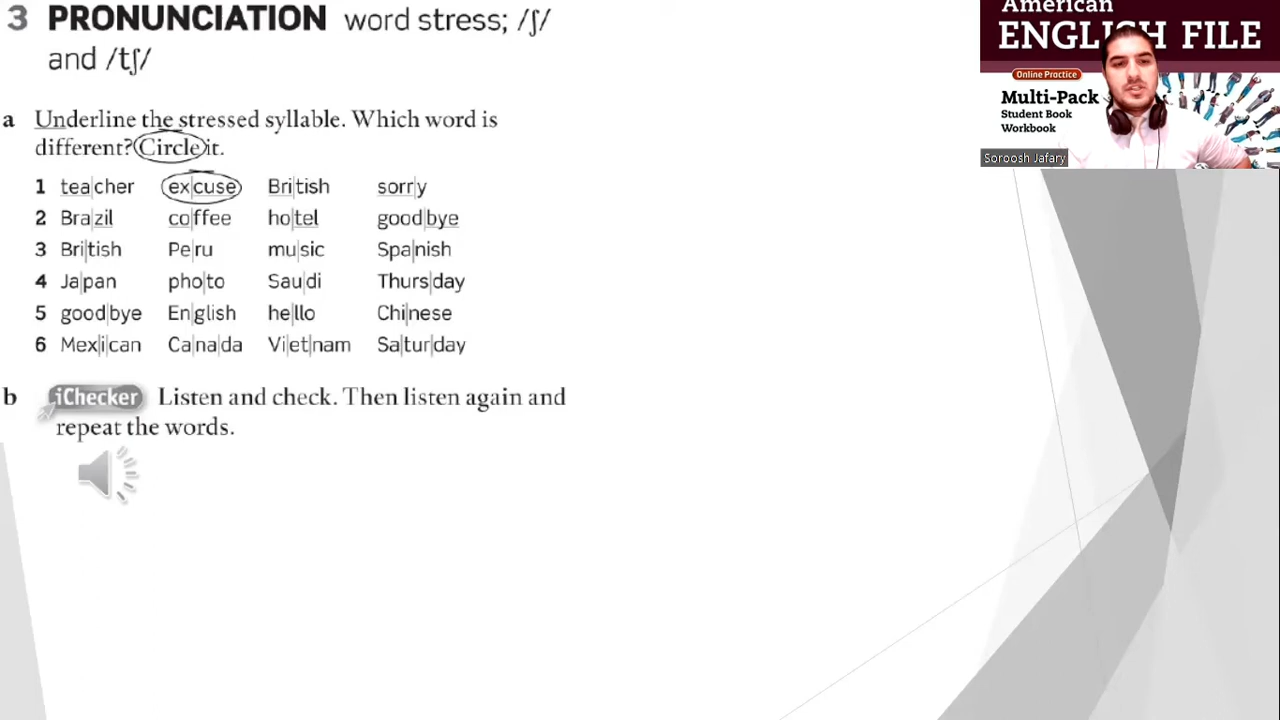 3 PRONUNCIATION word stress; /ʃ/
and /tʃ/
a Underline the stressed syllable. Which word is
different? Circle it.
1 tea|cher ex|cuse Bri|tish sorr|y
2 Bra|zil co|ffee ho|tel good|bye
3 Bri|tish Pe|ru mu|sic Spa|nish
4 Ja|pan pho|to Sau|di Thurs|day
5 good|bye En|glish he|llo Chi|nese
6 Mex|i|can Ca|na|da Vi|et|nam Sa|tur|day
b iChecker Listen and check. Then listen again and
repeat the words.
American
ENGLISH FILE
Online Practice
Multi-Pack
Student Book
Workbook
Soroosh Jafary